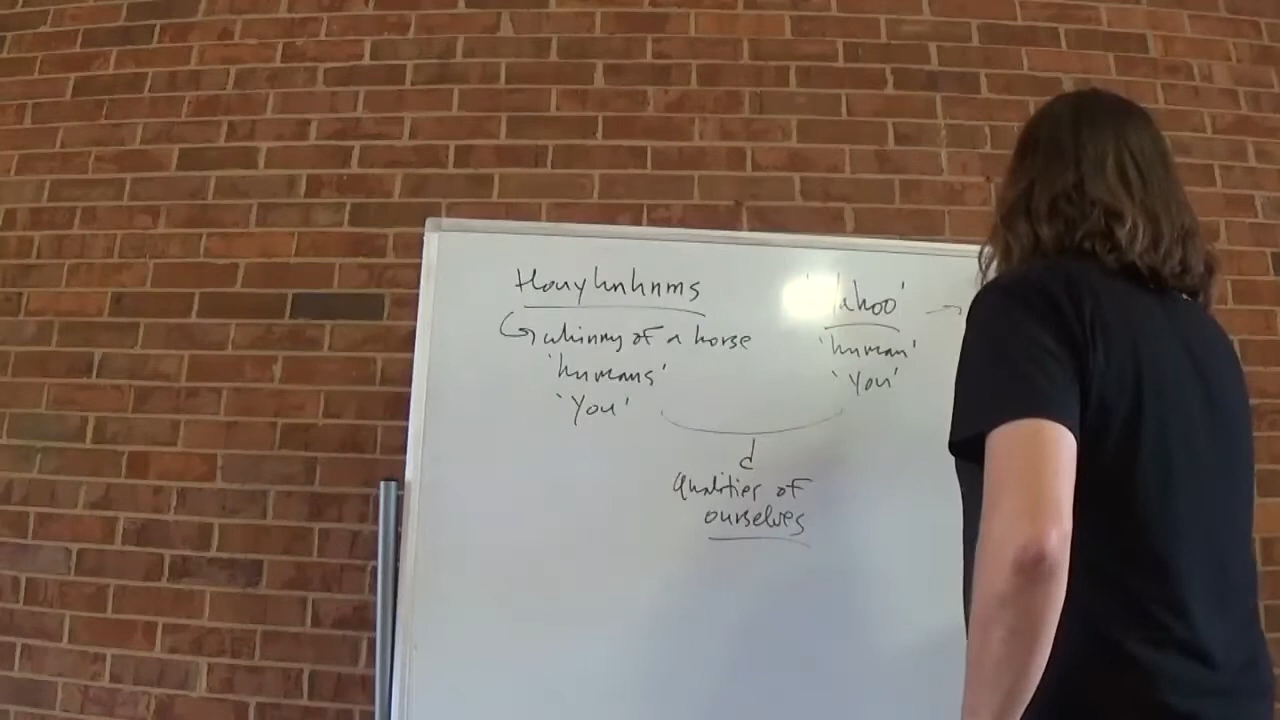 Houyhnhnms
↳ whinny of a horse
'humans'
'You'
ahoo' →
'human'
'You'
Qualities of
ourselves